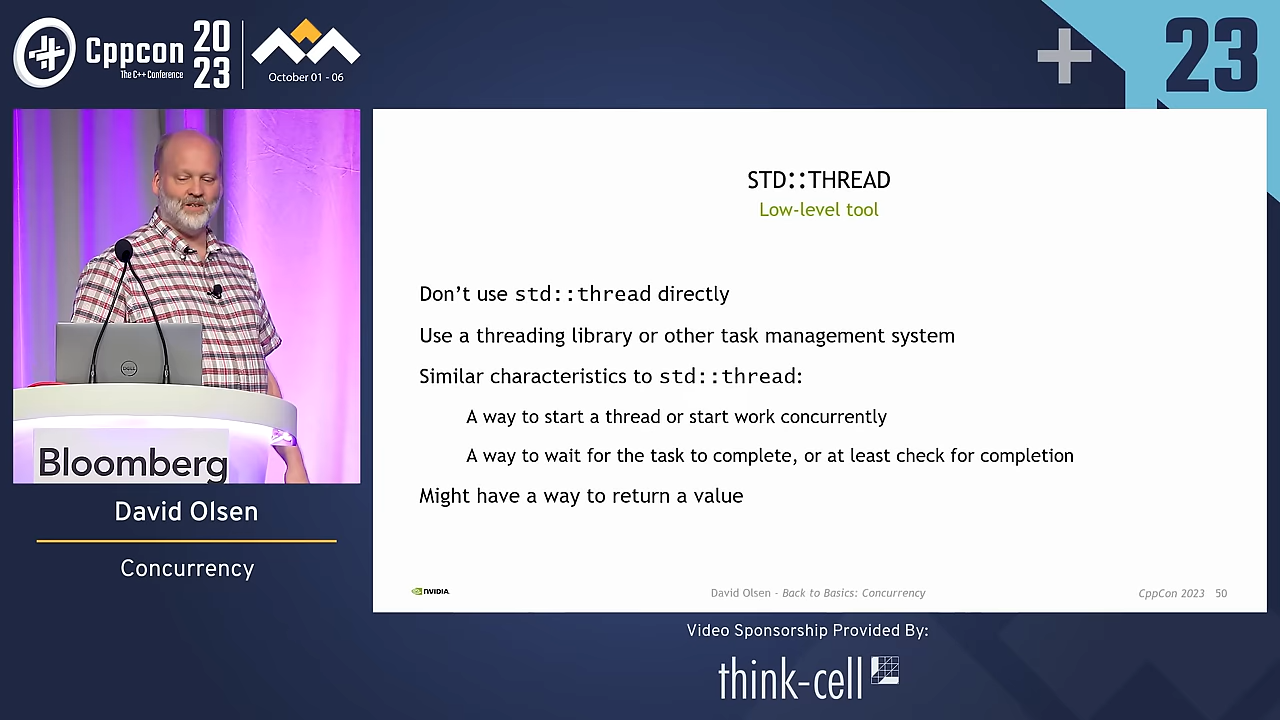 Cppcon
The C++ Conference
20
23
October 01 - 06
23
STD::THREAD
Low-level tool
Don't use std::thread directly
Use a threading library or other task management system
Similar characteristics to std::thread:
A way to start a thread or start work concurrently
A way to wait for the task to complete, or at least check for completion
Might have a way to return a value
NVIDIA.
David Olsen - Back to Basics: Concurrency
CppCon 2023 50
DELL
Bloomberg
David Olsen
Concurrency
Video Sponsorship Provided By:
think-cell